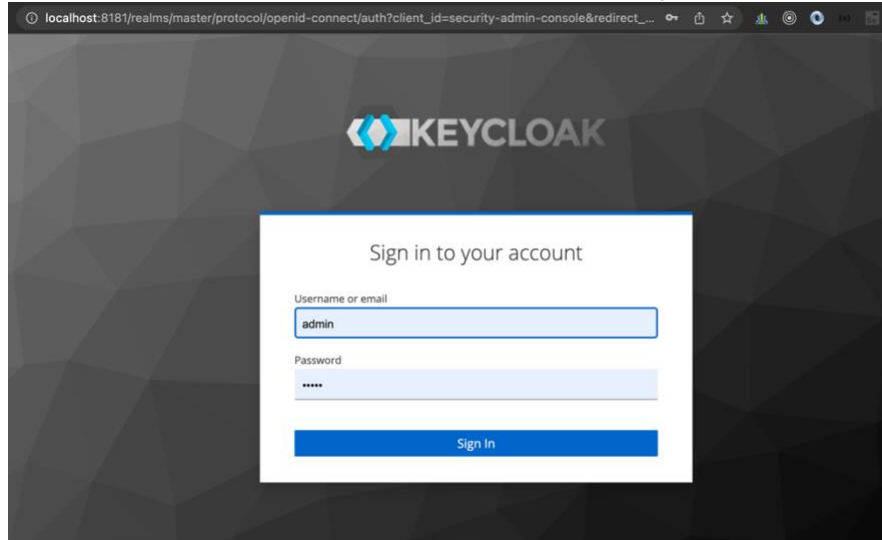 localhost:8181/realms/master/protocol/openid-connect/auth?client_id=security-admin-console&redirect_...
KEYCLOAK
Sign in to your account
Username or email
admin
Password
•••••
Sign In